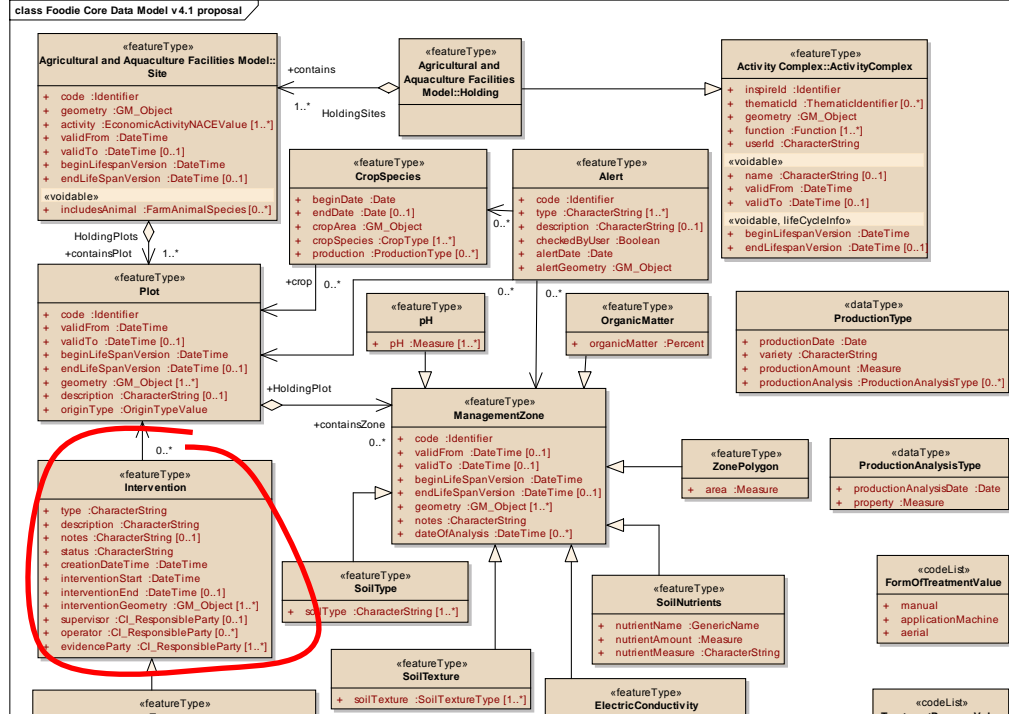 class Foodie Core Data Model v4.1 proposal
«featureType»
Agricultural and Aquaculture Facilities Model::
Site
+ code :Identifier
+ geometry :GM_Object
+ activity :EconomicActivityNACEValue [1..*]
+ validFrom :DateTime
+ validTo :DateTime [0..1]
+ beginLifespanVersion :DateTime
+ endLifeSpanVersion :DateTime [0..1]
«voidable»
+ includesAnimal :FarmAnimalSpecies [0..*]
+contains
1..*
HoldingSites
«featureType»
Agricultural and
Aquaculture Facilities
Model::Holding
«featureType»
Activity Complex::ActivityComplex
+ inspireId :Identifier
+ thematicId :ThematicIdentifier [0..*]
+ geometry :GM_Object
+ function :Function [1..*]
+ userId :CharacterString
«voidable»
+ name :CharacterString [0..1]
+ validFrom :DateTime
+ validTo :DateTime [0..1]
«voidable, lifeCycleInfo»
+ beginLifespanVersion :DateTime
+ endLifespanVersion :DateTime [0..1]
«featureType»
CropSpecies
+ beginDate :Date
+ endDate :Date [0..1]
+ cropArea :GM_Object
+ cropSpecies :CropType [1..*]
+ production :ProductionType [0..*]
0..*
«featureType»
Alert
+ code :Identifier
+ type :CharacterString [1..*]
+ description :CharacterString [0..1]
+ checkedByUser :Boolean
+ alertDate :Date
+ alertGeometry :GM_Object
HoldingPlots
+containsPlot
1..*
+crop
0..*
0..*
0..*
«featureType»
Plot
+ code :Identifier
+ validFrom :DateTime
+ validTo :DateTime [0..1]
+ beginLifeSpanVersion :DateTime
+ endLifeSpanVersion :DateTime [0..1]
+ geometry :GM_Object [1..*]
+ description :CharacterString [0..1]
+ originType :OriginTypeValue
«featureType»
pH
+ pH :Measure [1..*]
«featureType»
OrganicMatter
+ organicMatter :Percent
«dataType»
ProductionType
+ productionDate :Date
+ variety :CharacterString
+ productionAmount :Measure
+ productionAnalysis :ProductionAnalysisType [0..*]
+HoldingPlot
+containsZone
0..*
«featureType»
ManagementZone
+ code :Identifier
+ validFrom :DateTime [0..1]
+ validTo :DateTime [0..1]
+ beginLifeSpanVersion :DateTime
+ endLifeSpanVersion :DateTime [0..1]
+ geometry :GM_Object [1..*]
+ notes :CharacterString
+ dateOfAnalysis :DateTime [0..*]
«featureType»
ZonePolygon
+ area :Measure
«dataType»
ProductionAnalysisType
+ productionAnalysisDate :Date
+ property :Measure
0..*
«featureType»
Intervention
+ type :CharacterString
+ description :CharacterString
+ notes :CharacterString [0..1]
+ status :CharacterString
+ creationDateTime :DateTime
+ interventionStart :DateTime
+ interventionEnd :DateTime [0..1]
+ interventionGeometry :GM_Object [1..*]
+ supervisor :CI_ResponsibleParty [0..1]
+ operator :CI_ResponsibleParty [0..*]
+ evidenceParty :CI_ResponsibleParty [1..*]
«featureType»
SoilType
+ soilType :CharacterString [1..*]
«featureType»
SoilNutrients
+ nutrientName :GenericName
+ nutrientAmount :Measure
+ nutrientMeasure :CharacterString
«codeList»
FormOfTreatmentValue
+ manual
+ applicationMachine
+ aerial
«featureType»
SoilTexture
+ soilTexture :SoilTextureType [1..*]
«featureType»
ElectricConductivity
«featureType»
«codeList»